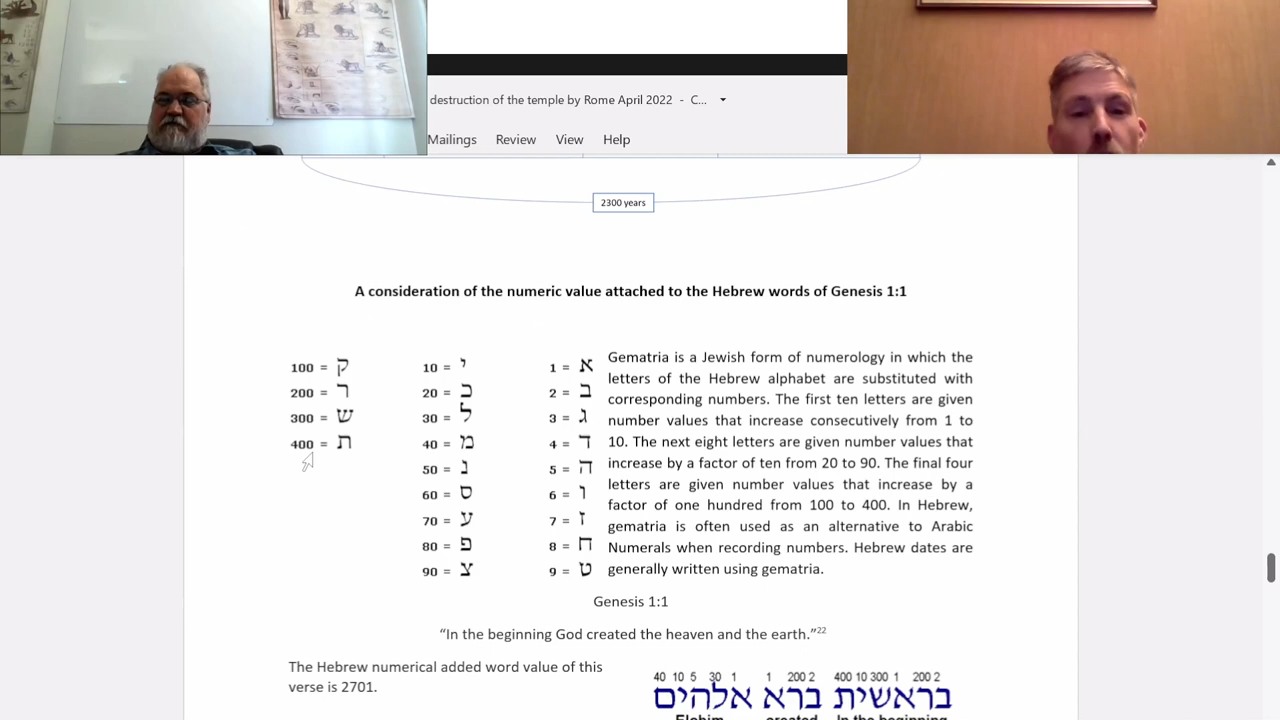 destruction of the temple by Rome April 2022 - C...
Mailings Review View Help
2300 years
A consideration of the numeric value attached to the Hebrew words of Genesis 1:1
100 = ק 10 = י 1 = א
200 = ר 20 = כ 2 = ב
300 = ש 30 = ל 3 = ג
400 = ת 40 = מ 4 = ד
50 = נ 5 = ה
60 = ס 6 = ו
70 = ע 7 = ז
80 = פ 8 = ח
90 = צ 9 = ט
Gematria is a Jewish form of numerology in which the
letters of the Hebrew alphabet are substituted with
corresponding numbers. The first ten letters are given
number values that increase consecutively from 1 to
10. The next eight letters are given number values that
increase by a factor of ten from 20 to 90. The final four
letters are given number values that increase by a
factor of one hundred from 100 to 400. In Hebrew,
gematria is often used as an alternative to Arabic
Numerals when recording numbers. Hebrew dates are
generally written using gematria.
Genesis 1:1
“In the beginning God created the heaven and the earth.”22
The Hebrew numerical added word value of this
verse is 2701.
40 10 5 30 1 1 200 2 400 10 300 1 200 2
בראשית ברא אלהים
Elohim created In the beginning